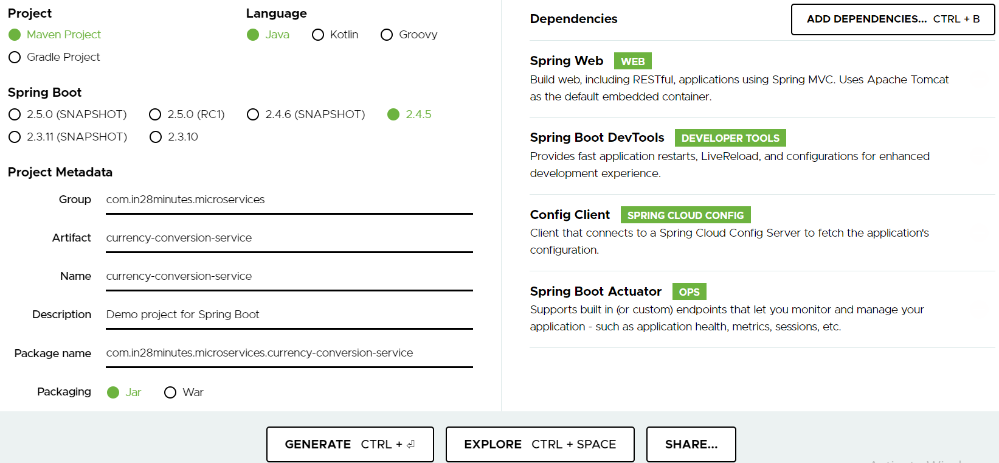 Project
Maven Project
Gradle Project
Language
Java Kotlin Groovy
Spring Boot
2.5.0 (SNAPSHOT) 2.5.0 (RC1) 2.4.6 (SNAPSHOT) 2.4.5
2.3.11 (SNAPSHOT) 2.3.10
Project Metadata
Group com.in28minutes.microservices
Artifact currency-conversion-service
Name currency-conversion-service
Description Demo project for Spring Boot
Package name com.in28minutes.microservices.currency-conversion-service
Packaging Jar War
Dependencies
ADD DEPENDENCIES... CTRL + B
Spring Web WEB
Build web, including RESTful, applications using Spring MVC. Uses Apache Tomcat
as the default embedded container.
Spring Boot DevTools DEVELOPER TOOLS
Provides fast application restarts, LiveReload, and configurations for enhanced
development experience.
Config Client SPRING CLOUD CONFIG
Client that connects to a Spring Cloud Config Server to fetch the application's
configuration.
Spring Boot Actuator OPS
Supports built in (or custom) endpoints that let you monitor and manage your
application - such as application health, metrics, sessions, etc.
GENERATE CTRL + ⏎ EXPLORE CTRL + SPACE SHARE...